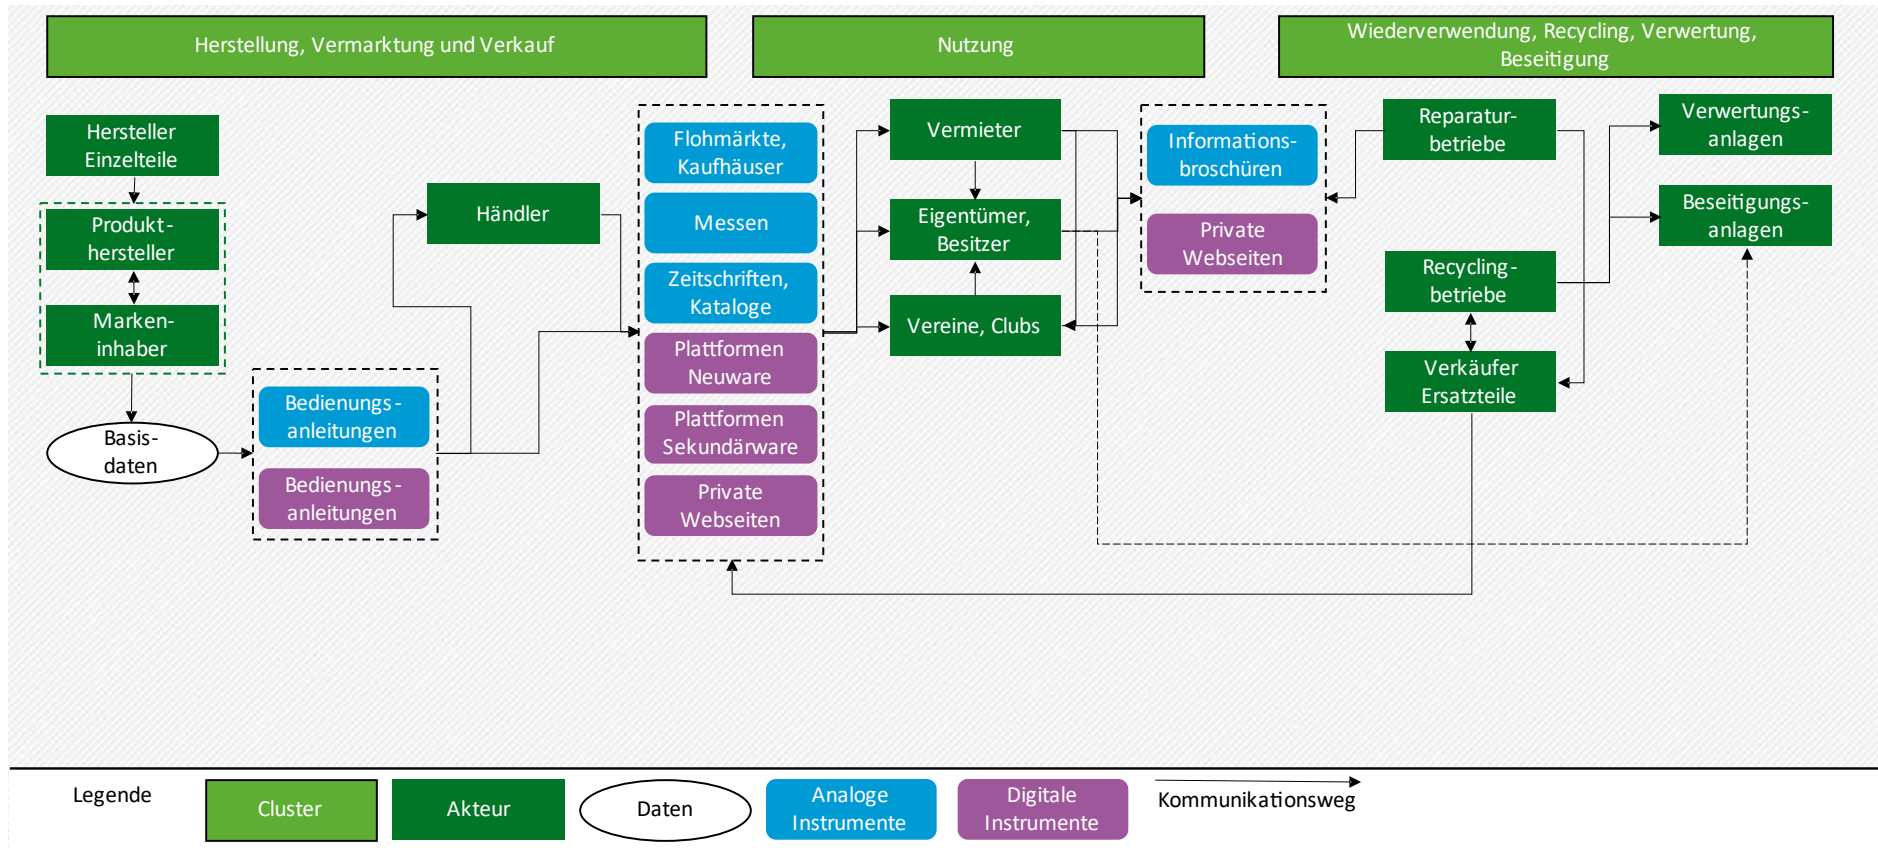 Herstellung, Vermarktung und Verkauf
Nutzung
Wiederverwendung, Recycling, Verwertung,
Beseitigung
Hersteller
Einzelteile
Produkt-
hersteller
Marken-
inhaber
Basis-
daten
Bedienungs-
anleitungen
Bedienungs-
anleitungen
Händler
Flohmärkte,
Kaufhäuser
Messen
Zeitschriften,
Kataloge
Plattformen
Neuware
Plattformen
Sekundärware
Private
Webseiten
Vermieter
Eigentümer,
Besitzer
Vereine, Clubs
Informations-
broschüren
Private
Webseiten
Reparatur-
betriebe
Recycling-
betriebe
Verkäufer
Ersatzteile
Verwertungs-
anlagen
Beseitigungs-
anlagen
Legende
Cluster
Akteur
Daten
Analoge
Instrumente
Digitale
Instrumente
Kommunikationsweg